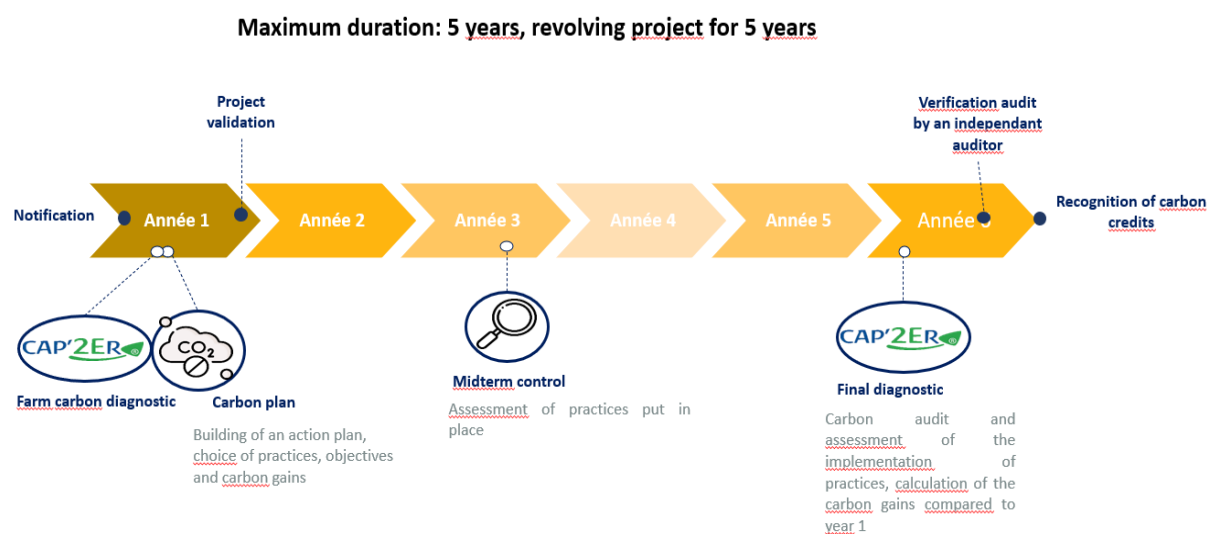 Maximum duration: 5 years, revolving project for 5 years
Project
validation
Verification audit
by an independant
auditor
Notification
Année 1
Année 2
Année 3
Année 4
Année 5
Année 6
Recognition of carbon
credits
CAP'2ER®
CO2
CAP'2ER®
Farm carbon diagnostic
Carbon plan
Building of an action plan,
choice of practices, objectives
and carbon gains
Midterm control
Assessment of practices put in
place
Final diagnostic
Carbon audit and
assessment of the
implementation of
practices, calculation of the
carbon gains compared to
year 1